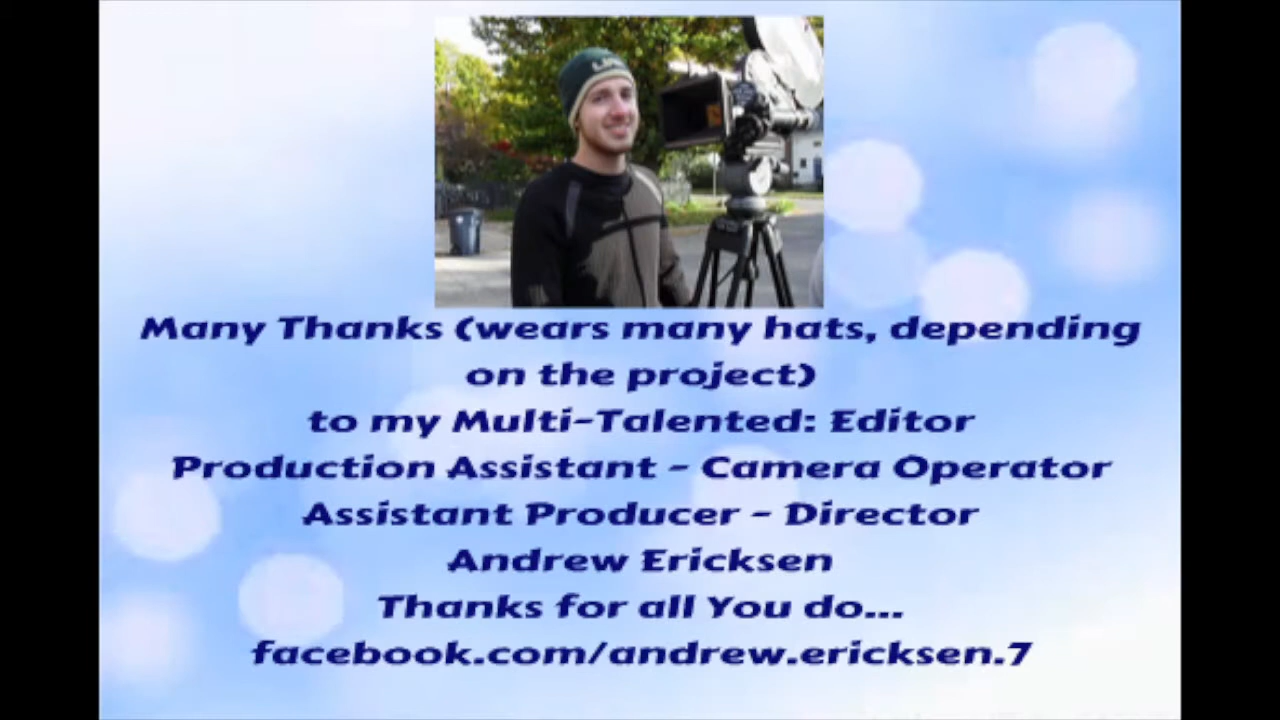 Many Thanks (wears many hats, depending
on the project)
to my Multi-Talented: Editor
Production Assistant - Camera Operator
Assistant Producer - Director
Andrew Ericksen
Thanks for all You do...
facebook.com/andrew.ericksen.7